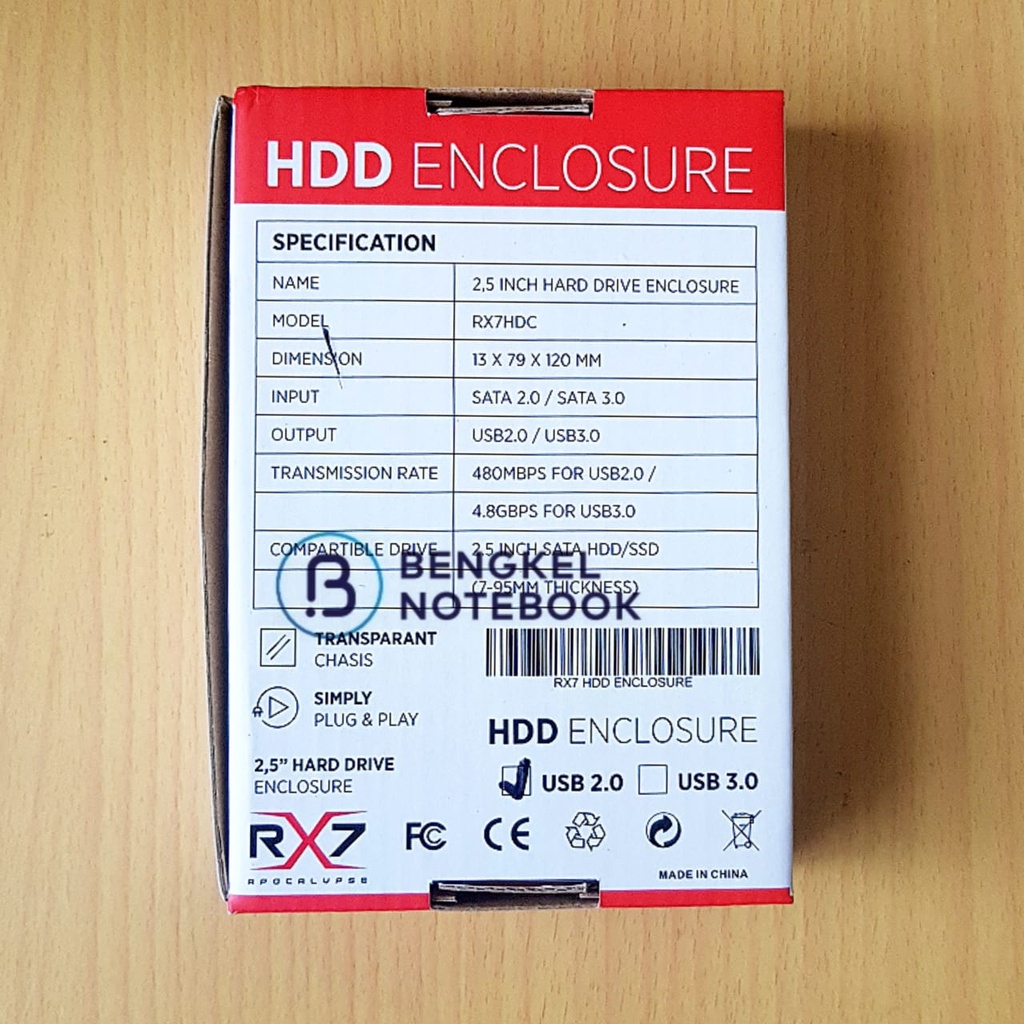 HDD ENCLOSURE
SPECIFICATION
NAME 2,5 INCH HARD DRIVE ENCLOSURE
MODEL RX7HDC
DIMENSION 13 X 79 X 120 MM
INPUT SATA 2.0 / SATA 3.0
OUTPUT USB2.0 / USB3.0
TRANSMISSION RATE 480MBPS FOR USB2.0 /
4.8GBPS FOR USB3.0
COMPARTIBLE DRIVE 2.5 INCH SATA HDD/SSD
(7-95MM THICKNESS)
B BENGKEL
NOTEBOOK
TRANSPARANT
CHASIS
SIMPLY
PLUG & PLAY
RX7 HDD ENCLOSURE
HDD ENCLOSURE
USB 2.0 USB 3.0
2,5" HARD DRIVE
ENCLOSURE
RX7
APOCALYPSE
FC CE
MADE IN CHINA